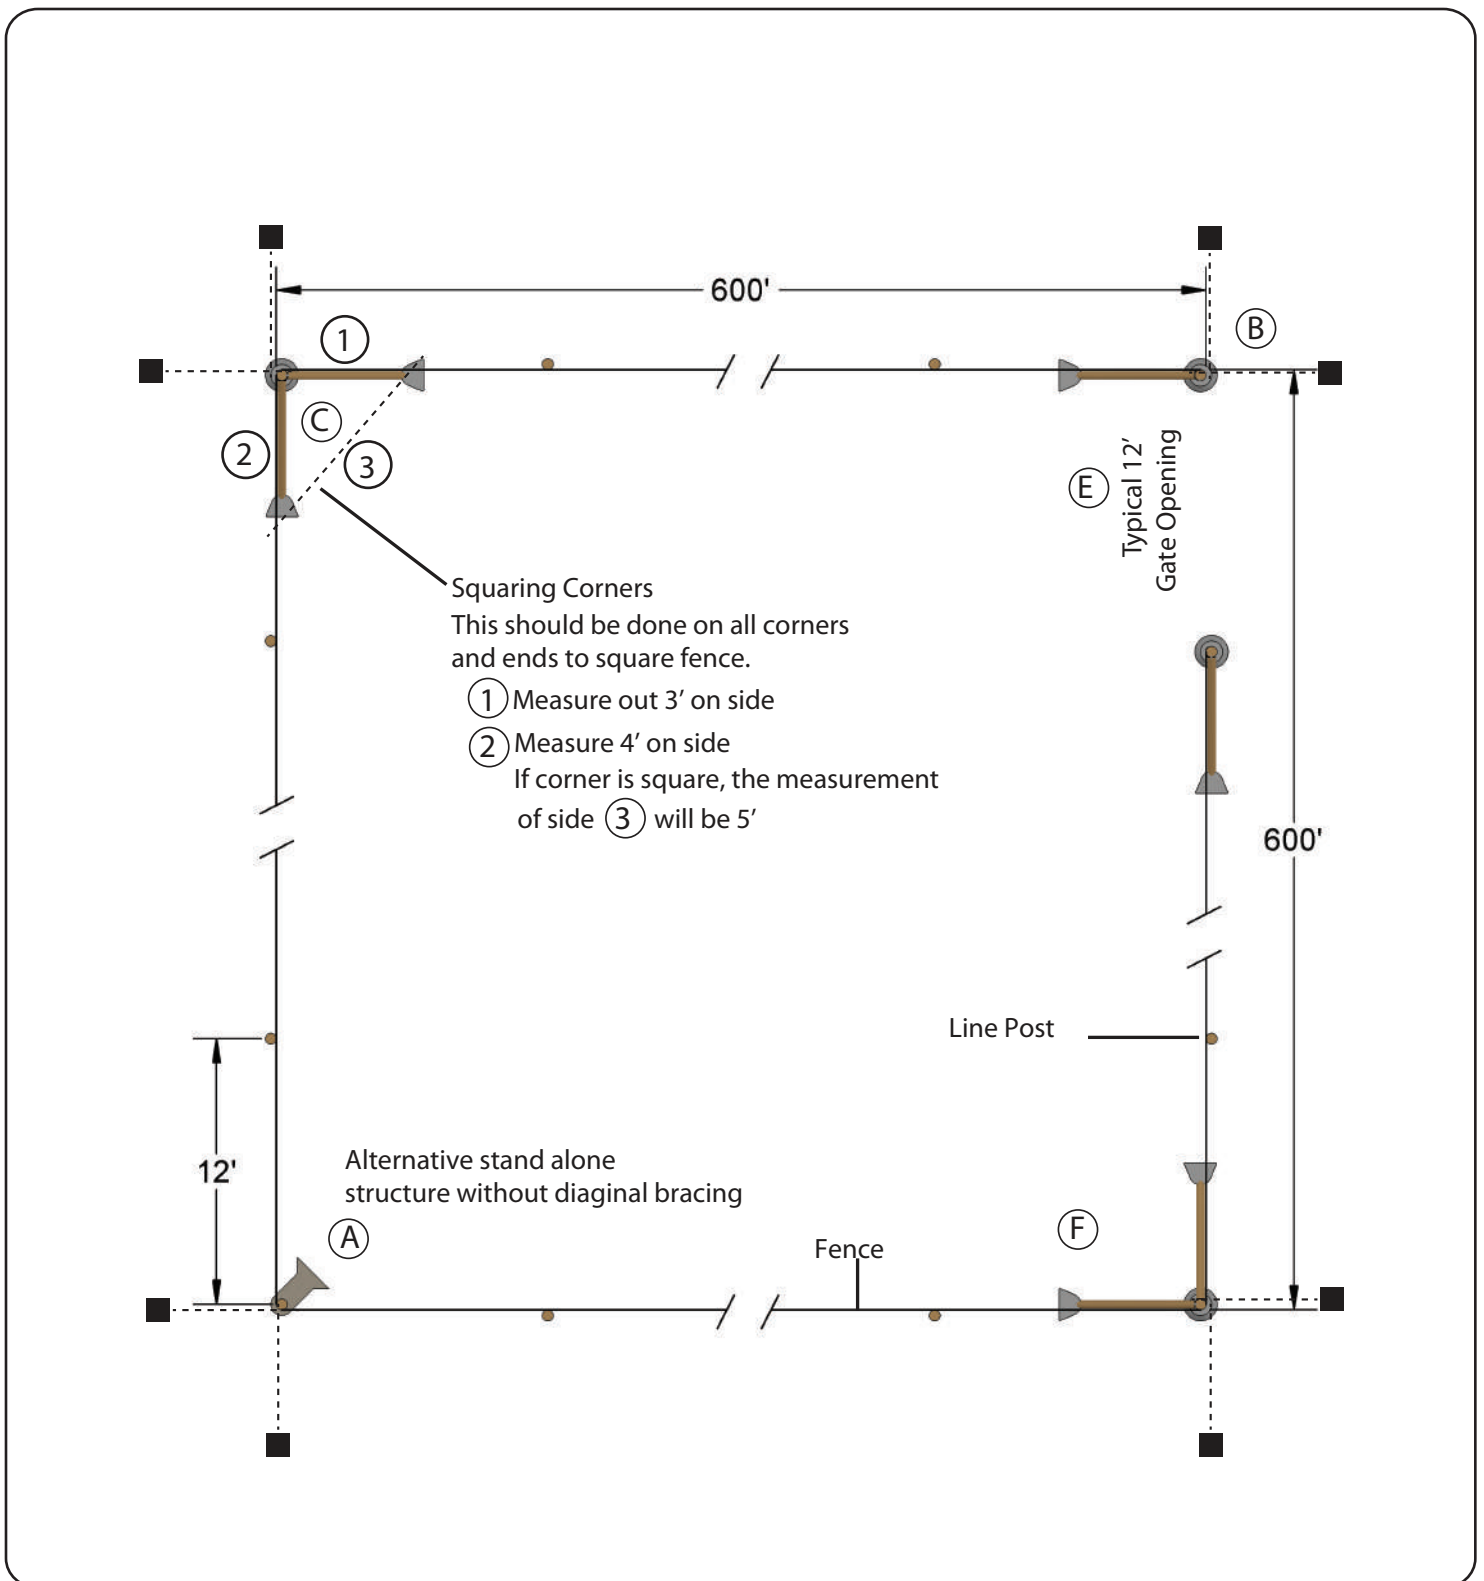 600'
1
B
C
2
3
E
Typical 12'
Gate Opening
Squaring Corners
This should be done on all corners
and ends to square fence.
1 Measure out 3’ on side
2 Measure 4’ on side
If corner is square, the measurement
of side 3 will be 5’
600'
Line Post
12'
Alternative stand alone
structure without diaginal bracing
A
F
Fence